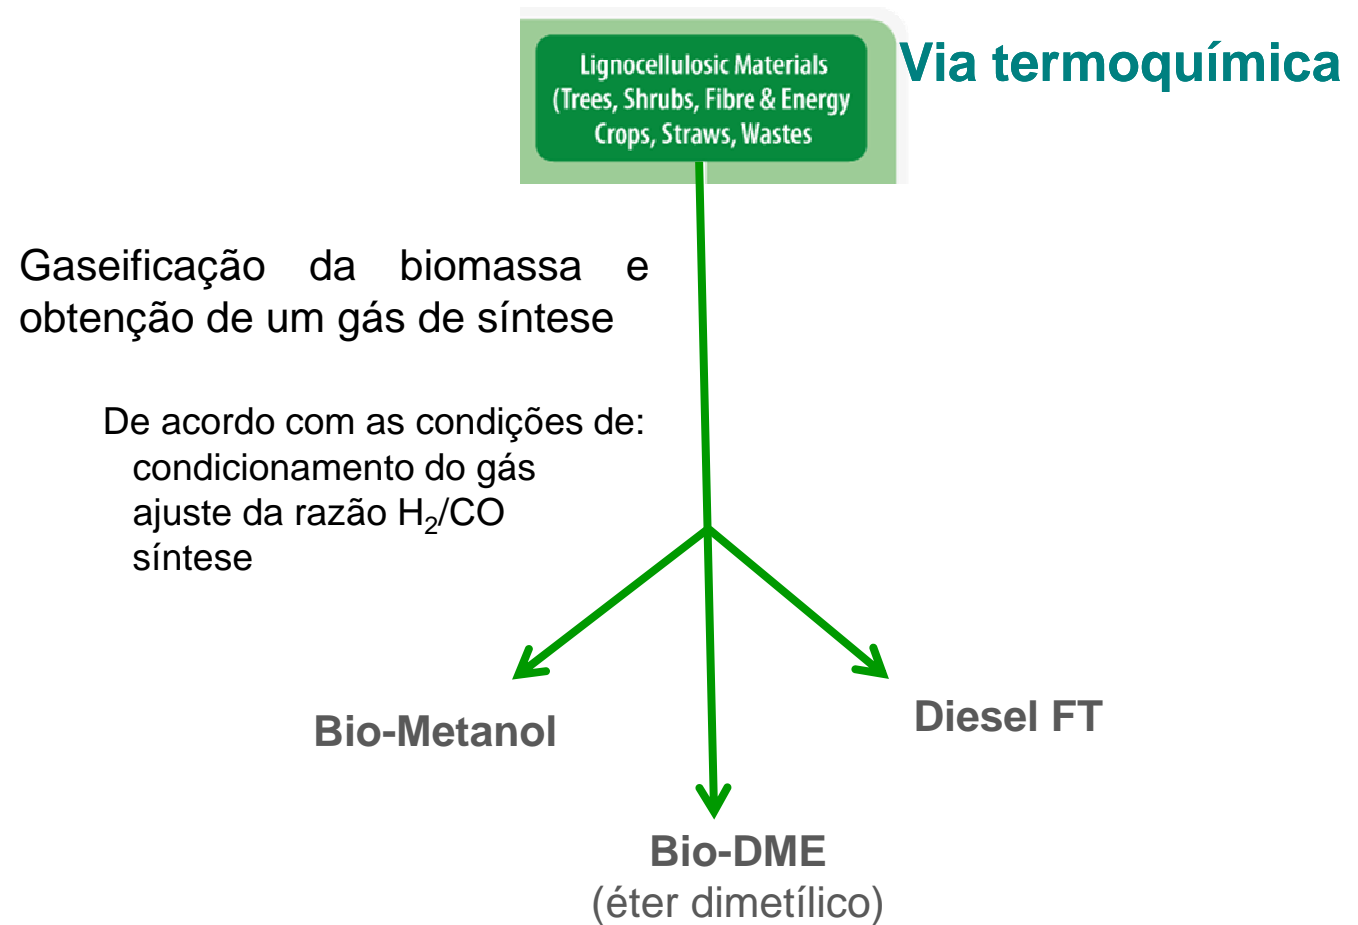 Lignocellulosic Materials
(Trees, Shrubs, Fibre & Energy
Crops, Straws, Wastes
Via termoquímica
Gaseificação da biomassa e
obtenção de um gás de síntese
De acordo com as condições de:
condicionamento do gás
ajuste da razão H₂/CO
síntese
Bio-Metanol
Diesel FT
Bio-DME
(éter dimetílico)